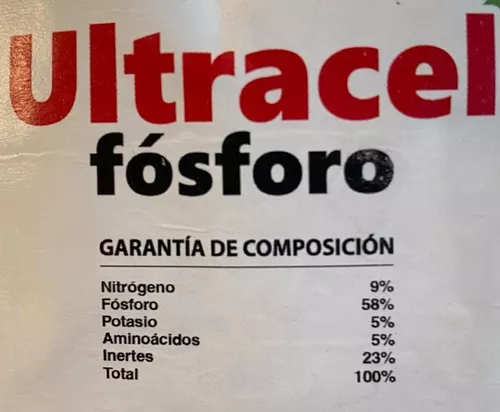 Ultracel
fósforo
GARANTÍA DE COMPOSICIÓN
Nitrógeno 9%
Fósforo 58%
Potasio 5%
Aminoácidos 5%
Inertes 23%
Total 100%